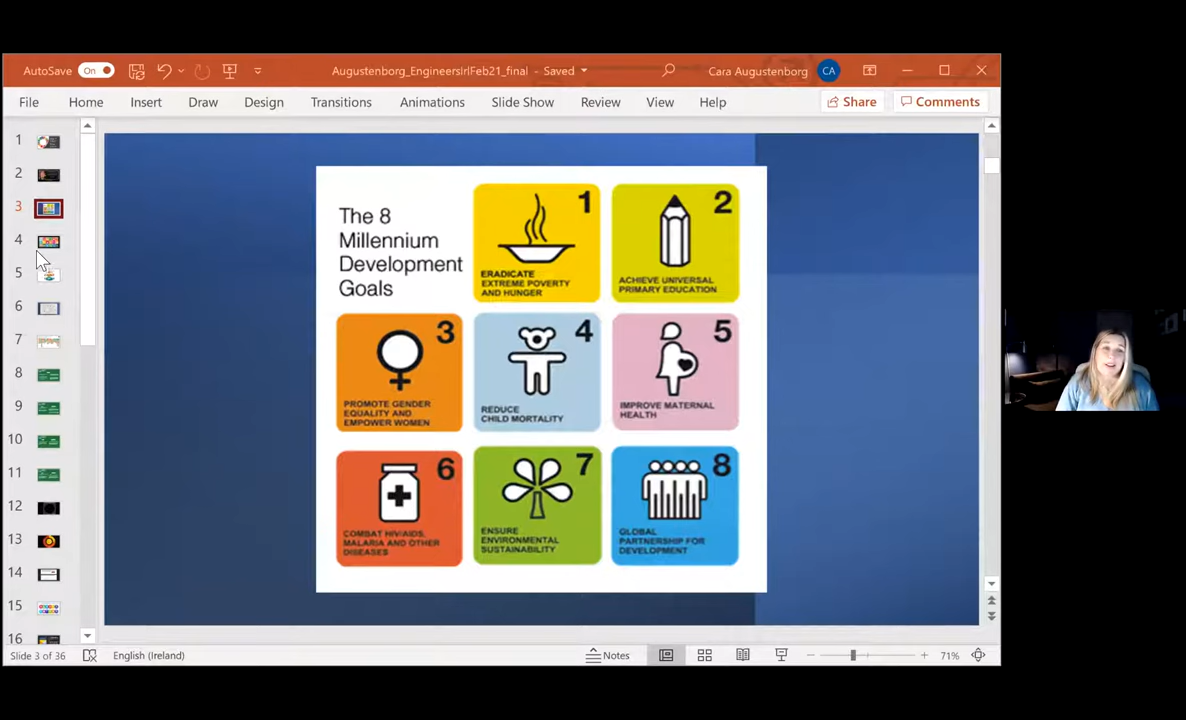 AutoSave On Augustenborg_EngineersIrlFeb21_final - Saved Cara Augustenborg CA
File Home Insert Draw Design Transitions Animations Slide Show Review View Help Share Comments
1
2
3
4
5
6
7
8
9
10
11
12
13
14
15
16
The 8
Millennium
Development
Goals
1
ERADICATE
EXTREME POVERTY
AND HUNGER
2
ACHIEVE UNIVERSAL
PRIMARY EDUCATION
3
PROMOTE GENDER
EQUALITY AND
EMPOWER WOMEN
4
REDUCE
CHILD MORTALITY
5
IMPROVE MATERNAL
HEALTH
6
COMBAT HIV/AIDS,
MALARIA AND OTHER
DISEASES
7
ENSURE
ENVIRONMENTAL
SUSTAINABILITY
8
GLOBAL
PARTNERSHIP FOR
DEVELOPMENT
Slide 3 of 36 English (Ireland) Notes 71%